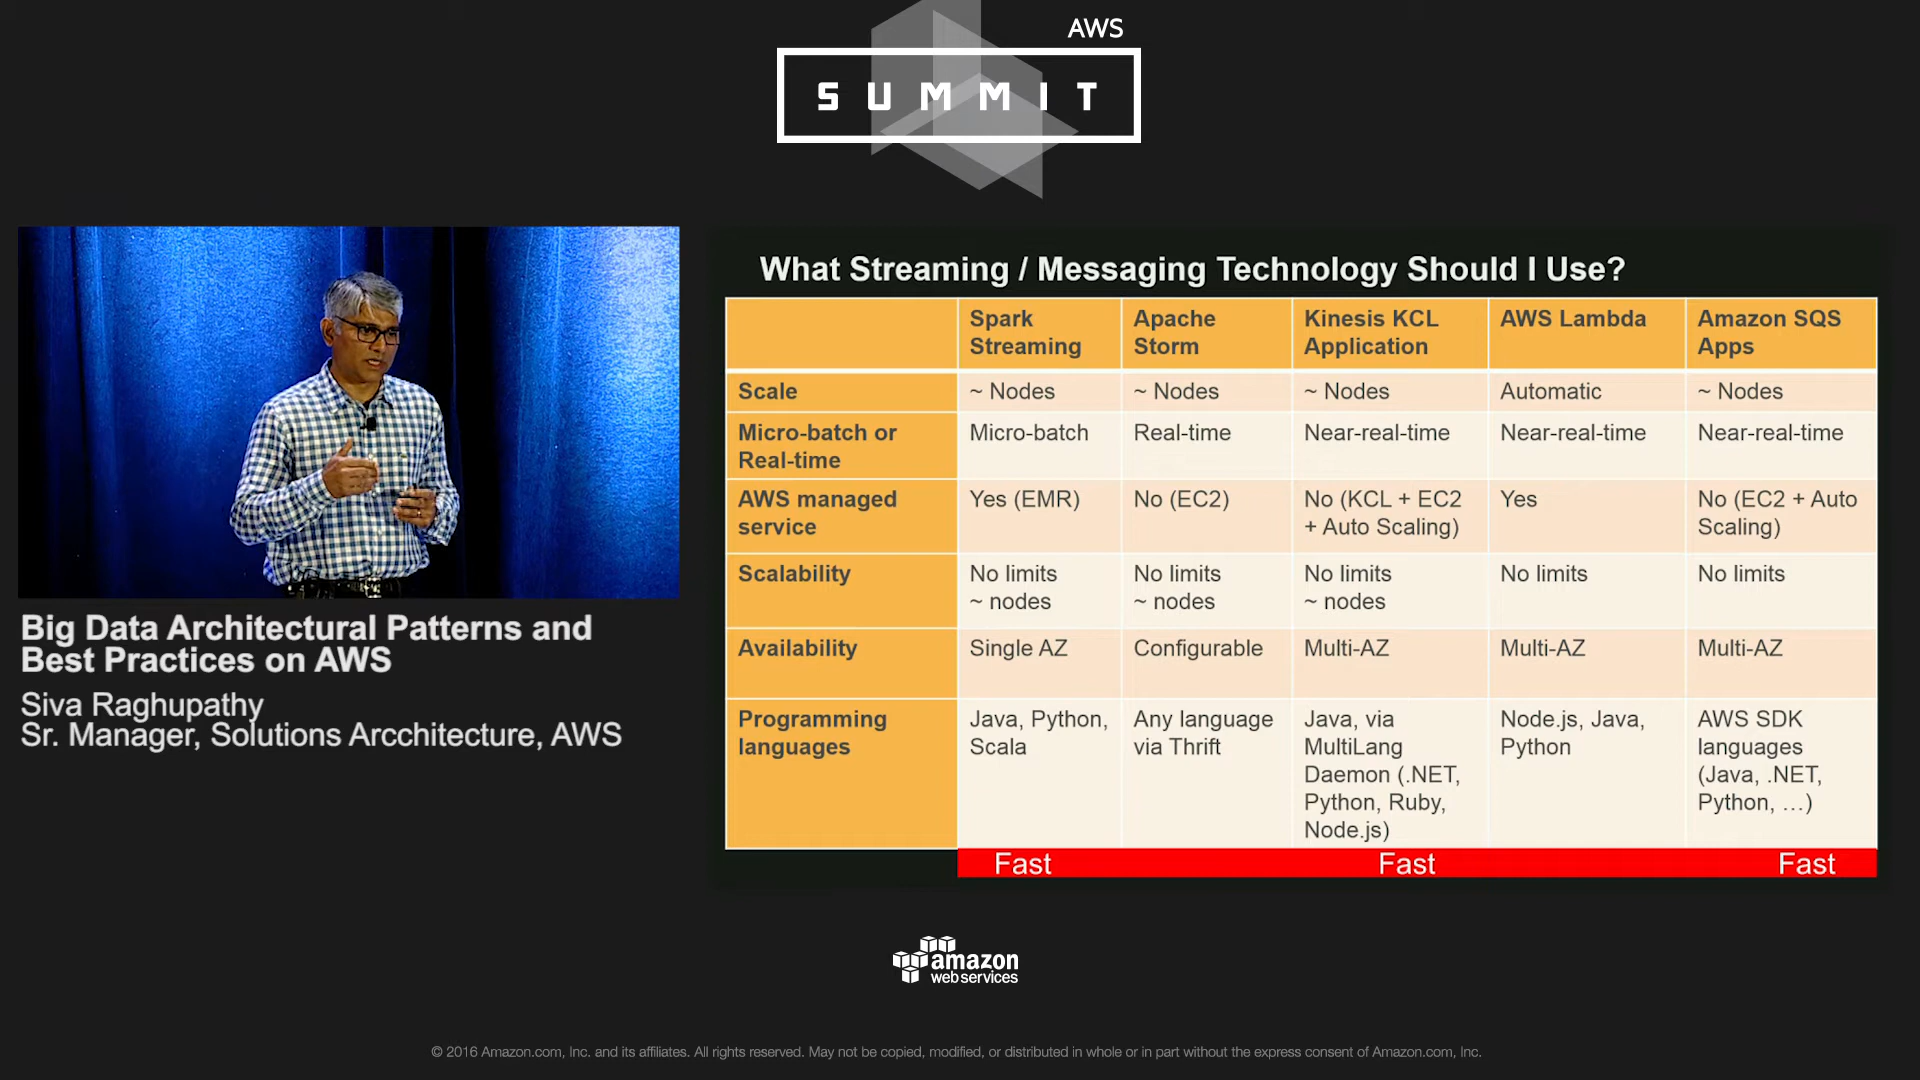 AWS
SUMMIT
What Streaming / Messaging Technology Should I Use?
Spark
Streaming
Apache
Storm
Kinesis KCL
Application
AWS Lambda
Amazon SQS
Apps
Scale
~ Nodes
~ Nodes
~ Nodes
Automatic
~ Nodes
Micro-batch or
Real-time
Micro-batch
Real-time
Near-real-time
Near-real-time
Near-real-time
AWS managed
service
Yes (EMR)
No (EC2)
No (KCL + EC2
+ Auto Scaling)
Yes
No (EC2 + Auto
Scaling)
Scalability
No limits
~ nodes
No limits
~ nodes
No limits
~ nodes
No limits
No limits
Availability
Single AZ
Configurable
Multi-AZ
Multi-AZ
Multi-AZ
Programming
languages
Java, Python,
Scala
Any language
via Thrift
Java, via
MultiLang
Daemon (.NET,
Python, Ruby,
Node.js)
Node.js, Java,
Python
AWS SDK
languages
(Java, .NET,
Python, …)
Fast
Fast
Fast
Big Data Architectural Patterns and
Best Practices on AWS
Siva Raghupathy
Sr. Manager, Solutions Arcchitecture, AWS
amazon
webservices
© 2016 Amazon.com, Inc. and its affiliates. All rights reserved. May not be copied, modified, or distributed in whole or in part without the express consent of Amazon.com, Inc.